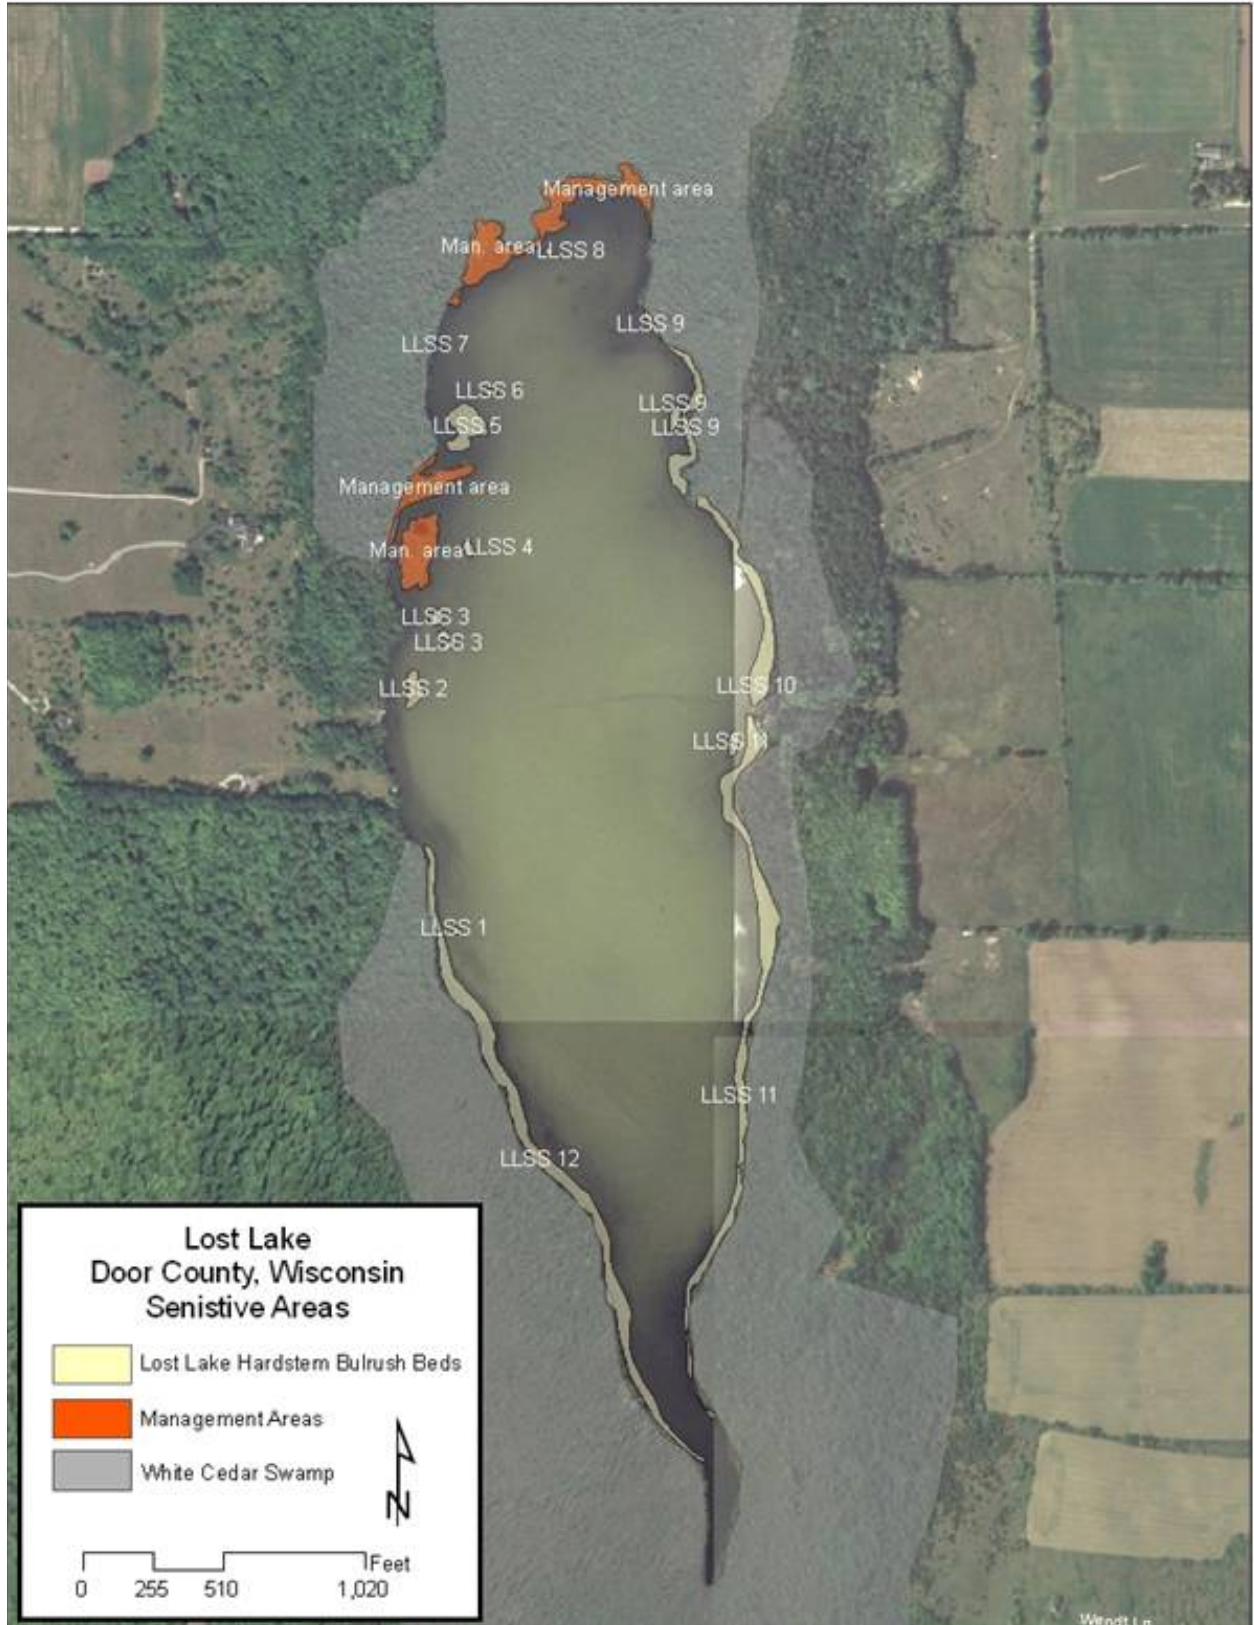 Management area
Man. area
LLSS 8
LLSS 9
LLSS 7
LLSS 6
LLSS 9
LLSS 5
LLSS 9
Management area
Man. area
LLSS 4
LLSS 3
LLSS 3
LLSS 2
LLSS 10
LLSS 11
LLSS 1
LLSS 11
LLSS 12
Lost Lake
Door County, Wisconsin
Senistive Areas
Lost Lake Hardstem Bulrush Beds
Management Areas
White Cedar Swamp
N
Feet
0 255 510 1,020